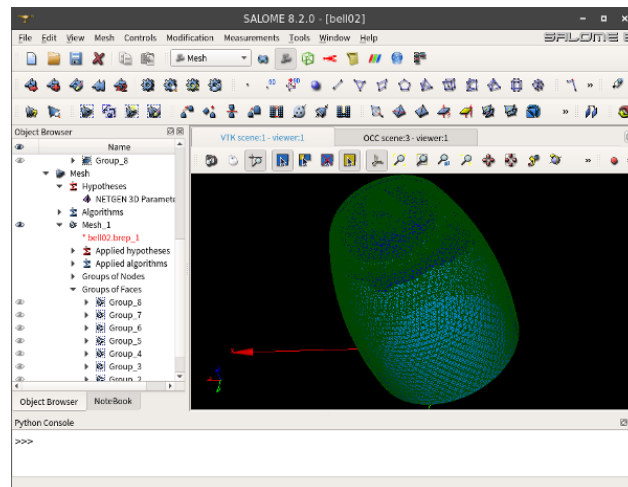 SALOME 8.2.0 - [bell02]
File Edit View Mesh Controls Modification Measurements Tools Window Help
SALOME 8
Mesh
Object Browser
Name
VTK scene:1 - viewer:1
OCC scene:3 - viewer:1
Group_8
Mesh
Hypotheses
NETGEN 3D Paramete
Algorithms
Mesh_1
* bell02.brep_1
Applied hypotheses
Applied algorithms
Groups of Nodes
Groups of Faces
Group_8
Group_7
Group_6
Group_5
Group_4
Group_3
Group_2
Object Browser
NoteBook
Python Console
>>>